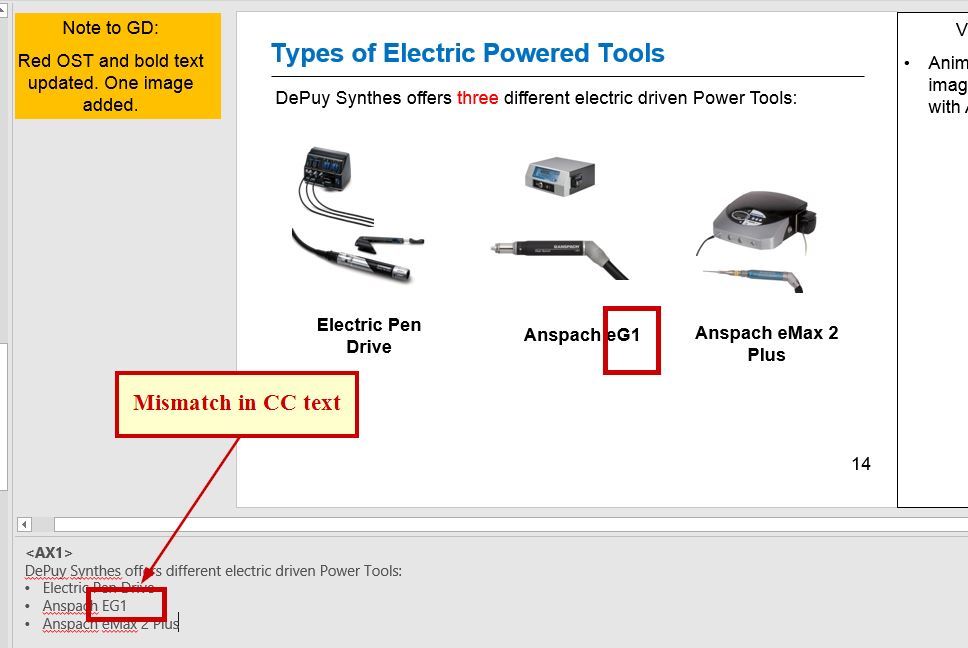 Note to GD:
Red OST and bold text
updated. One image
added.
Types of Electric Powered Tools
DePuy Synthes offers three different electric driven Power Tools:
V
• Anim
imag
with A
ANSPACH
Electric Pen
Drive
Anspach eG1
Anspach eMax 2
Plus
Mismatch in CC text
14
<AX1>
DePuy Synthes offers different electric driven Power Tools:
• Electric Pen Drive
• Anspach EG1
• Anspach eMax 2 Plus